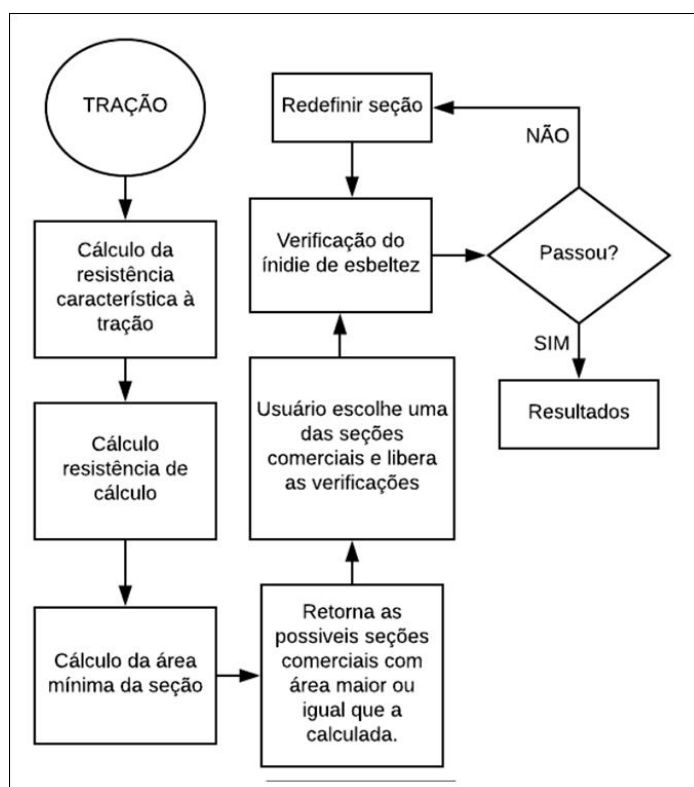 TRAÇÃO
Cálculo da
resistência
característica à
tração
Cálculo
resistência de
cálculo
Cálculo da área
mínima da seção
Retorna as
possiveis seções
comerciais com
área maior ou
igual que a
calculada.
Usuário escolhe uma
das seções
comerciais e libera
as verificações
Verificação do
ínidie de esbeltez
Redefinir seção
Passou?
NÃO
SIM
Resultados